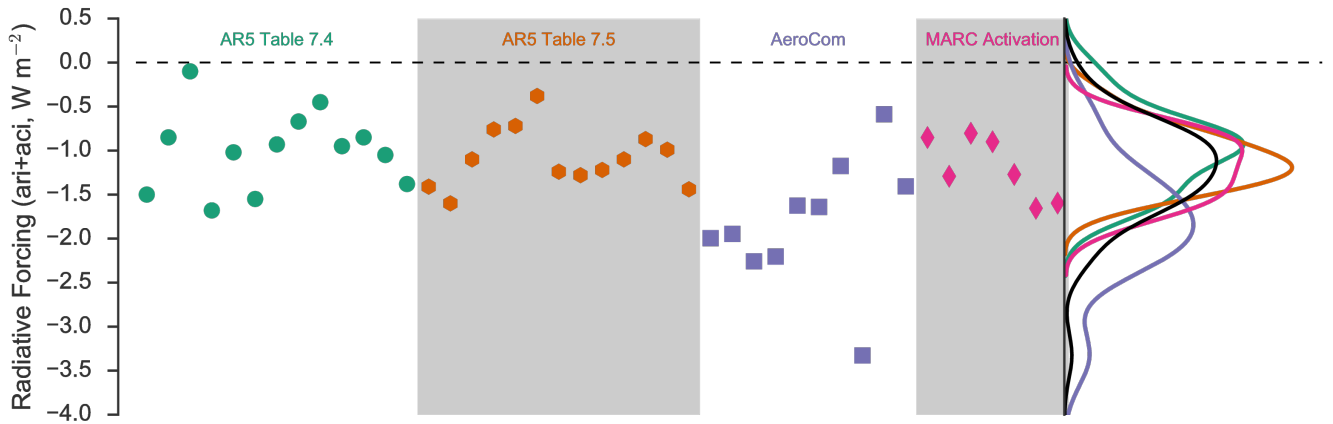 Radiative Forcing (ari+aci, W m−2)
0.5
0.0
−0.5
−1.0
−1.5
−2.0
−2.5
−3.0
−3.5
−4.0
AR5 Table 7.4
AR5 Table 7.5
AeroCom
MARC Activation